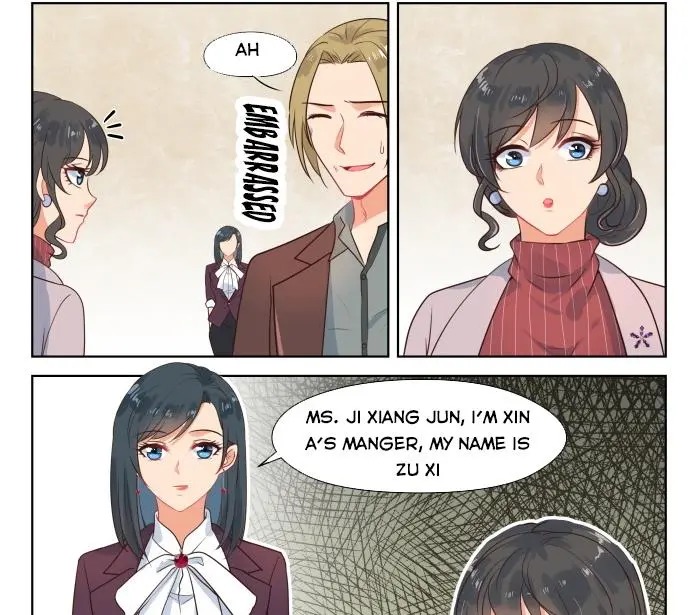 AH
EMBARRASSED
MS. JI XIANG JUN, I'M XIN
A'S MANGER, MY NAME IS
ZU XI